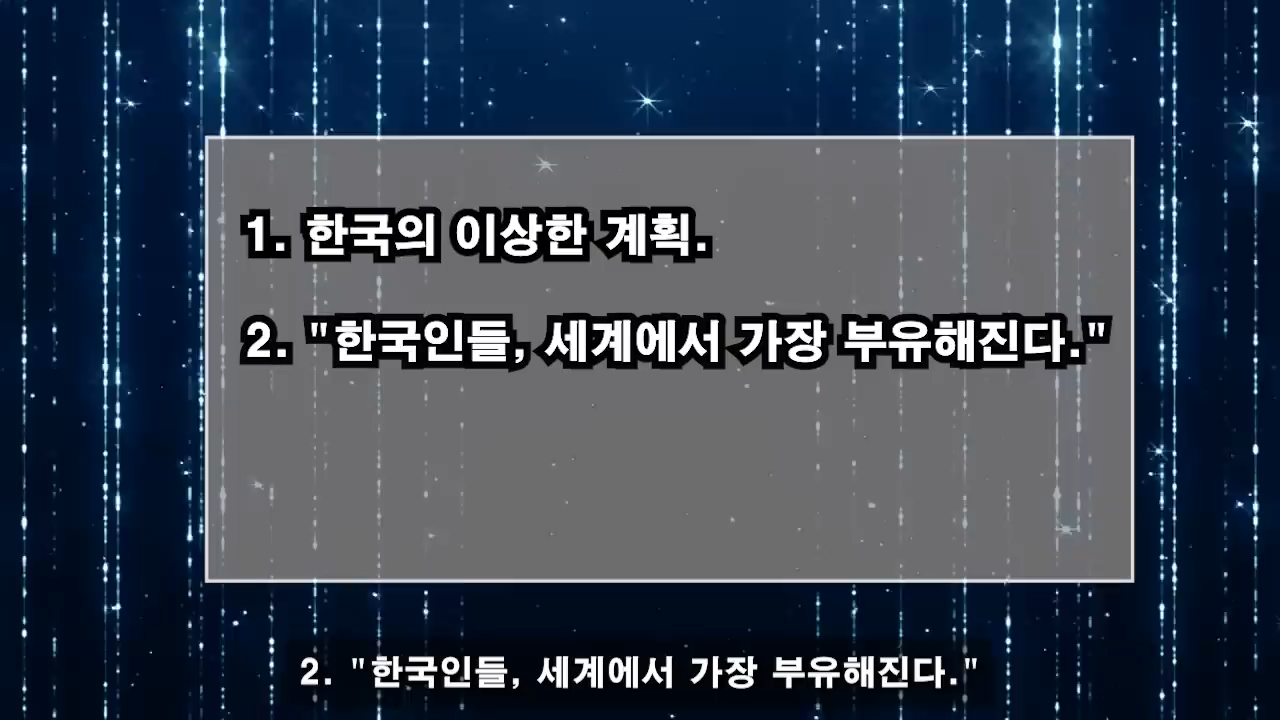 1. 한국의 이상한 계획.
2. "한국인들, 세계에서 가장 부유해진다."
2. "한국인들, 세계에서 가장 부유해진다."